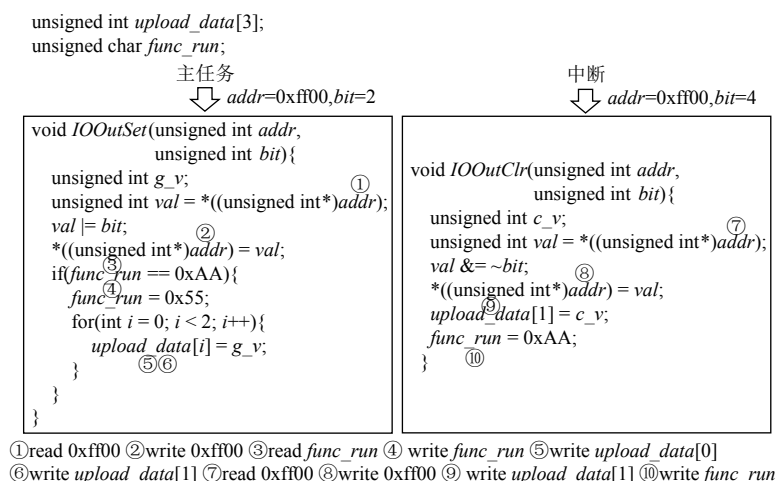 unsigned int upload_data[3];
unsigned char func_run;
主任务
addr=0xff00,bit=2
void IOOutSet(unsigned int addr,
unsigned int bit){
unsigned int g_v;
①
unsigned int val = *((unsigned int*)addr);
val |= bit;
②
*((unsigned int*)addr) = val;
③
if(func_run == 0xAA){
④
func_run = 0x55;
for(int i = 0; i < 2; i++){
upload_data[i] = g_v;
⑤⑥
}
}
}
中断
addr=0xff00,bit=4
void IOOutClr(unsigned int addr,
unsigned int bit){
unsigned int c_v;
⑦
unsigned int val = *((unsigned int*)addr);
val &= ~bit;
⑧
*((unsigned int*)addr) = val;
⑨
upload_data[1] = c_v;
func_run = 0xAA;
⑩
}
①read 0xff00 ②write 0xff00 ③read func_run ④ write func_run ⑤write upload_data[0]
⑥write upload_data[1] ⑦read 0xff00 ⑧write 0xff00 ⑨ write upload_data[1] ⑩write func_run